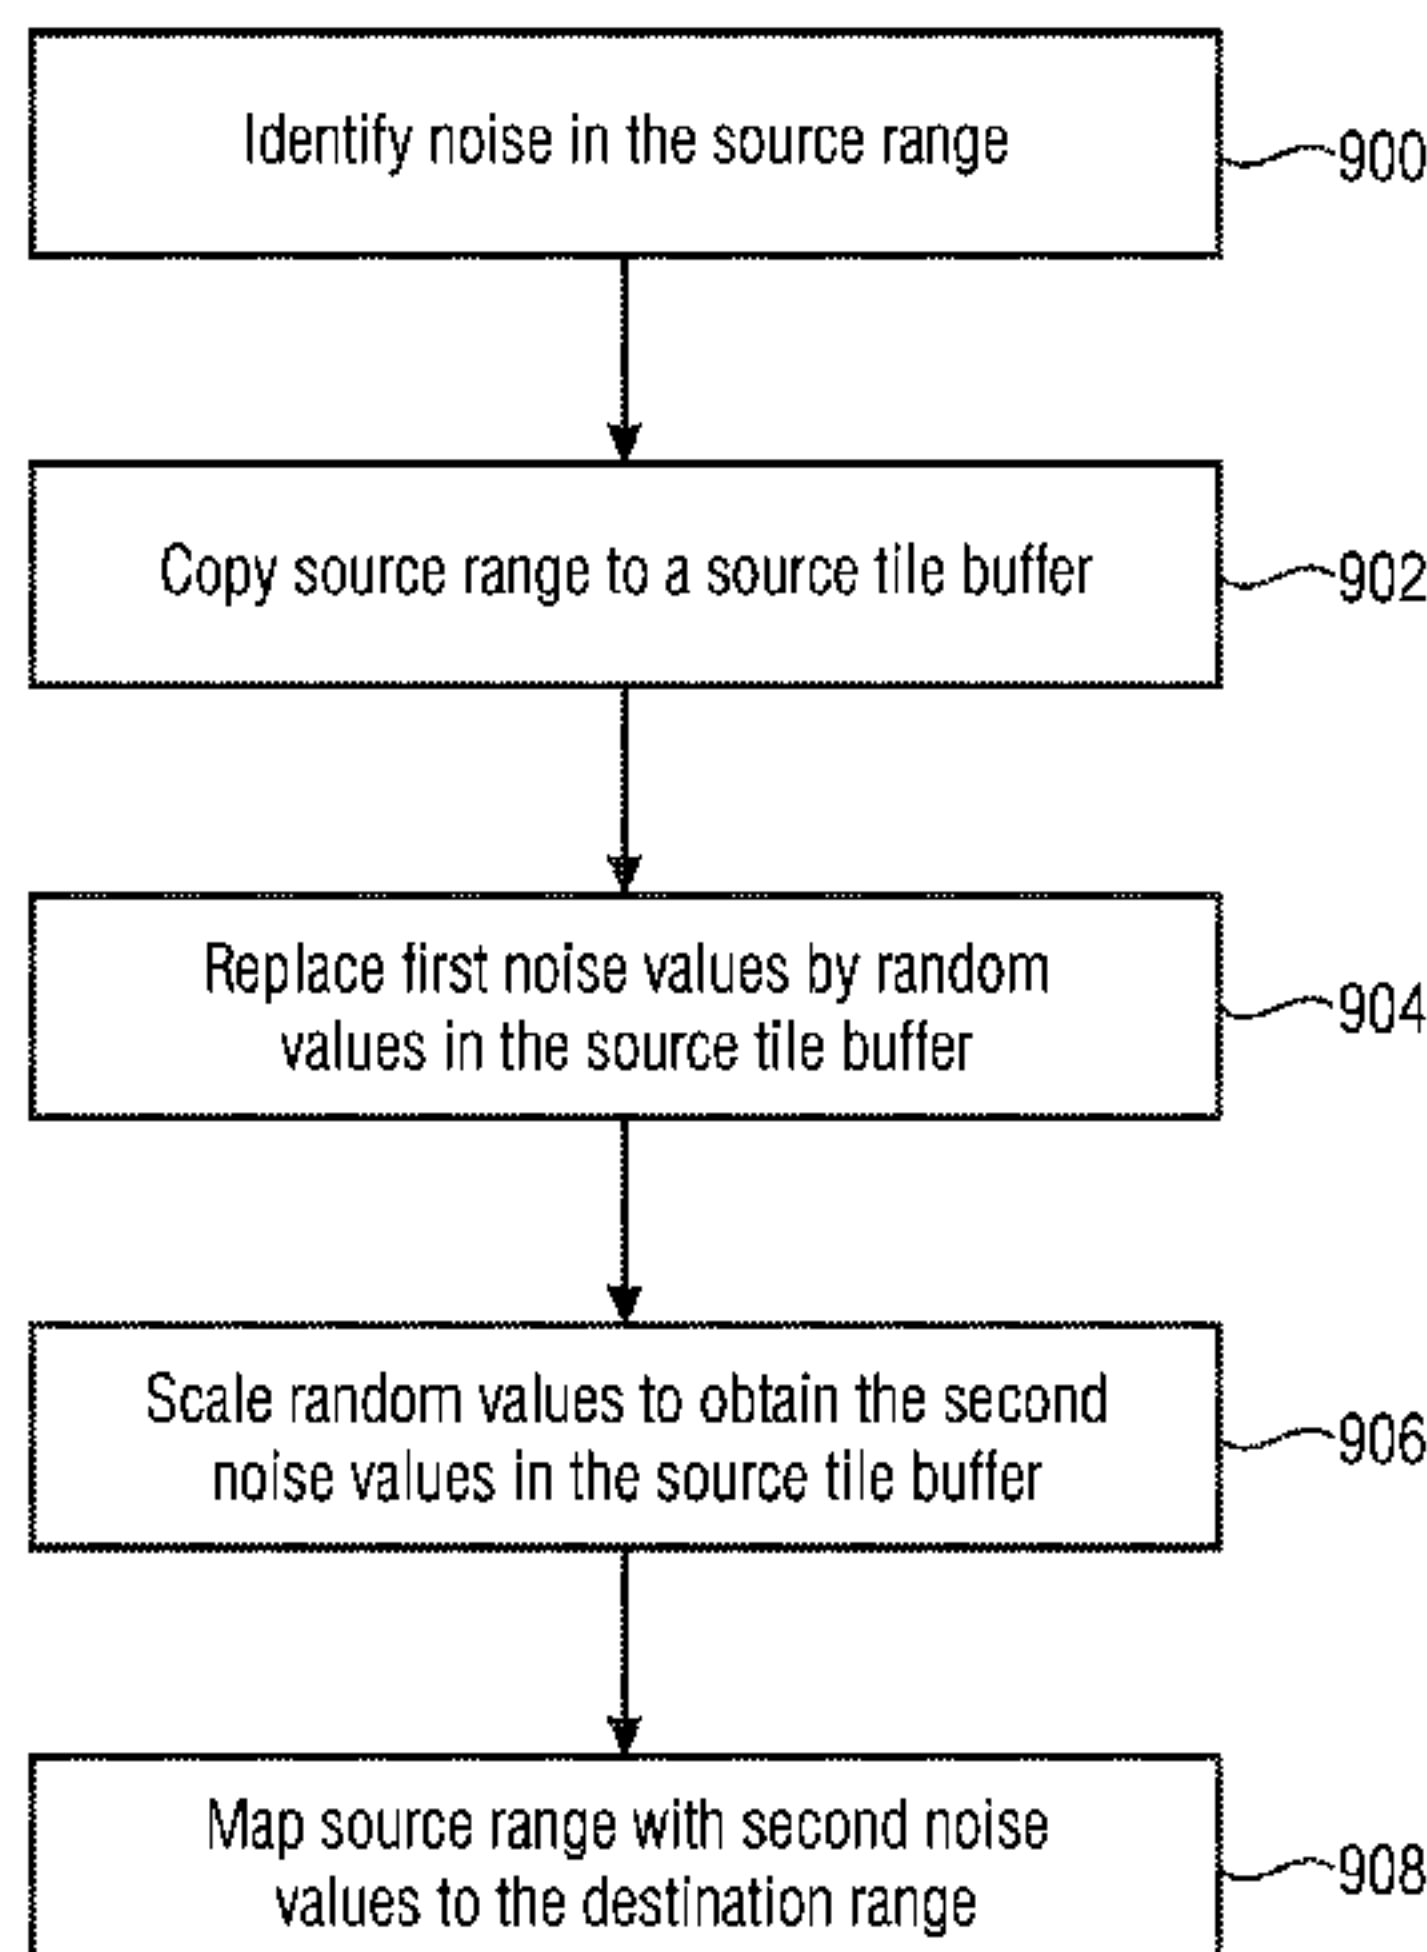 Identify noise in the source range
900
Copy source range to a source tile buffer
902
Replace first noise values by random
values in the source tile buffer
904
Scale random values to obtain the second
noise values in the source tile buffer
906
Map source range with second noise
values to the destination range
908